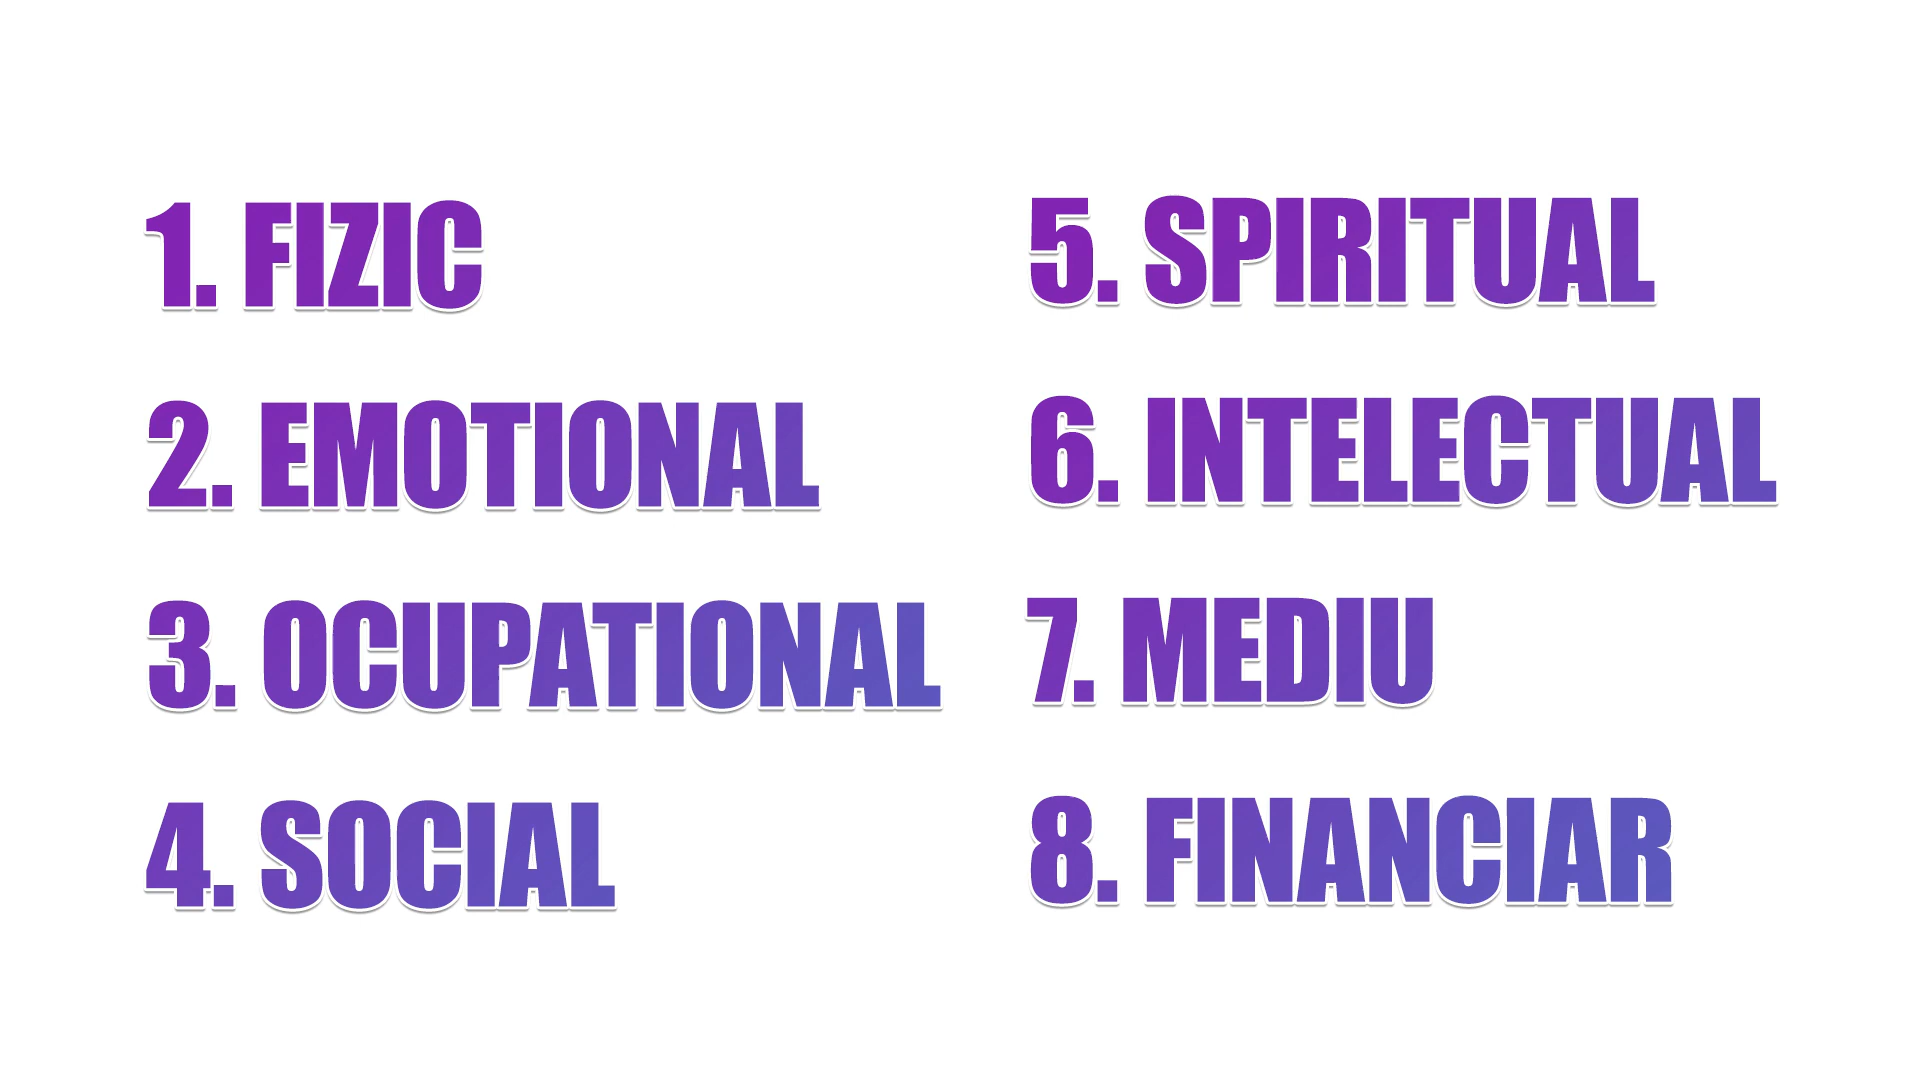 1. FIZIC
2. EMOTIONAL
3. OCUPATIONAL
4. SOCIAL
5. SPIRITUAL
6. INTELECTUAL
7. MEDIU
8. FINANCIAR